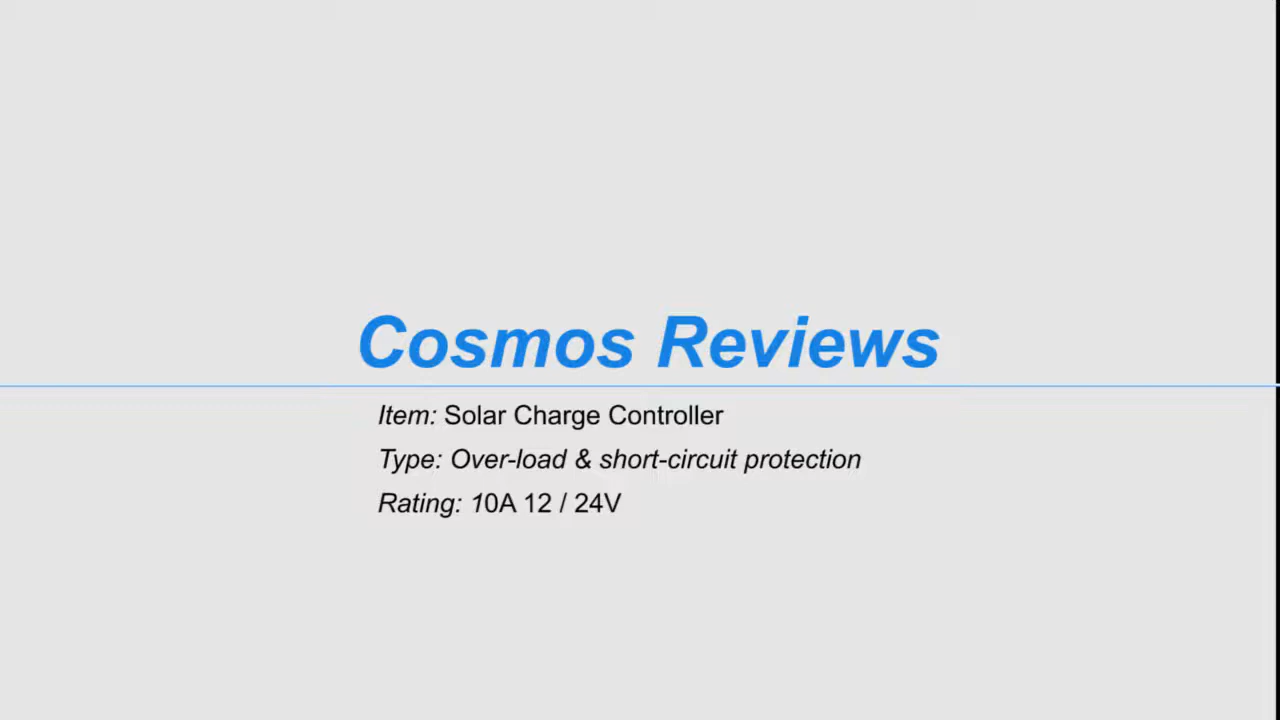 Cosmos Reviews
Item: Solar Charge Controller
Type: Over-load & short-circuit protection
Rating: 10A 12 / 24V